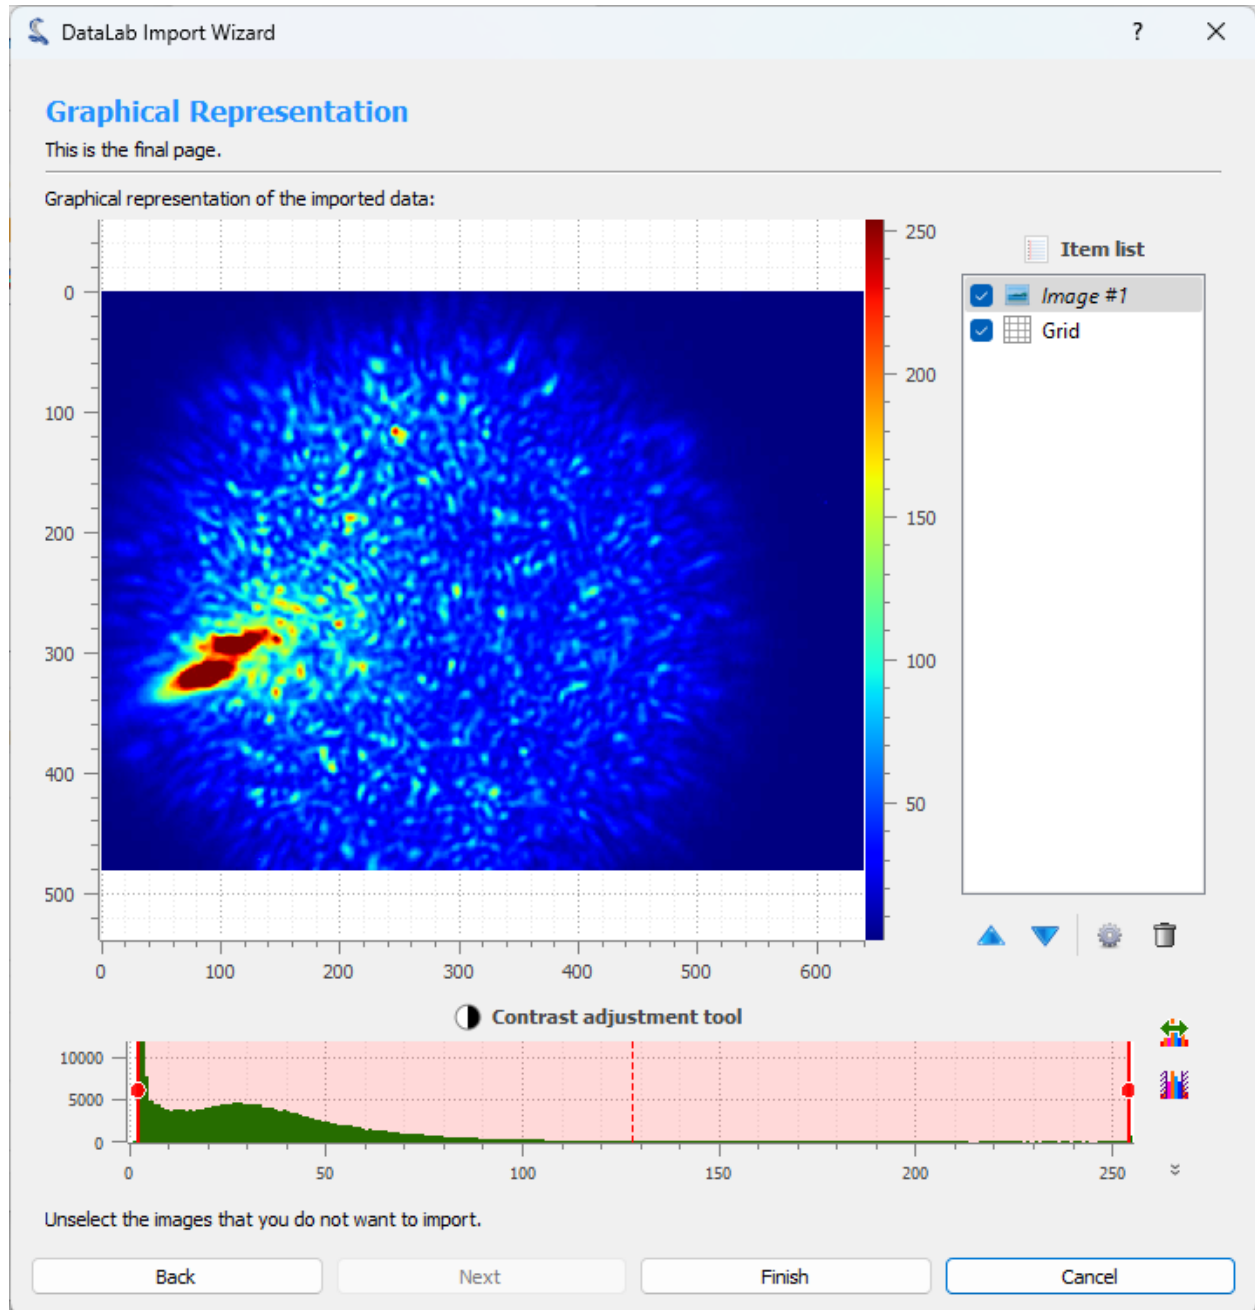 DataLab Import Wizard
?
Graphical Representation
This is the final page.
Graphical representation of the imported data:
0
100
200
300
400
500
0 100 200 300 400 500 600
250
200
150
100
50
Item list
Image #1
Grid
Contrast adjustment tool
10000
5000
0
0 50 100 150 200 250
Unselect the images that you do not want to import.
Back Next Finish Cancel